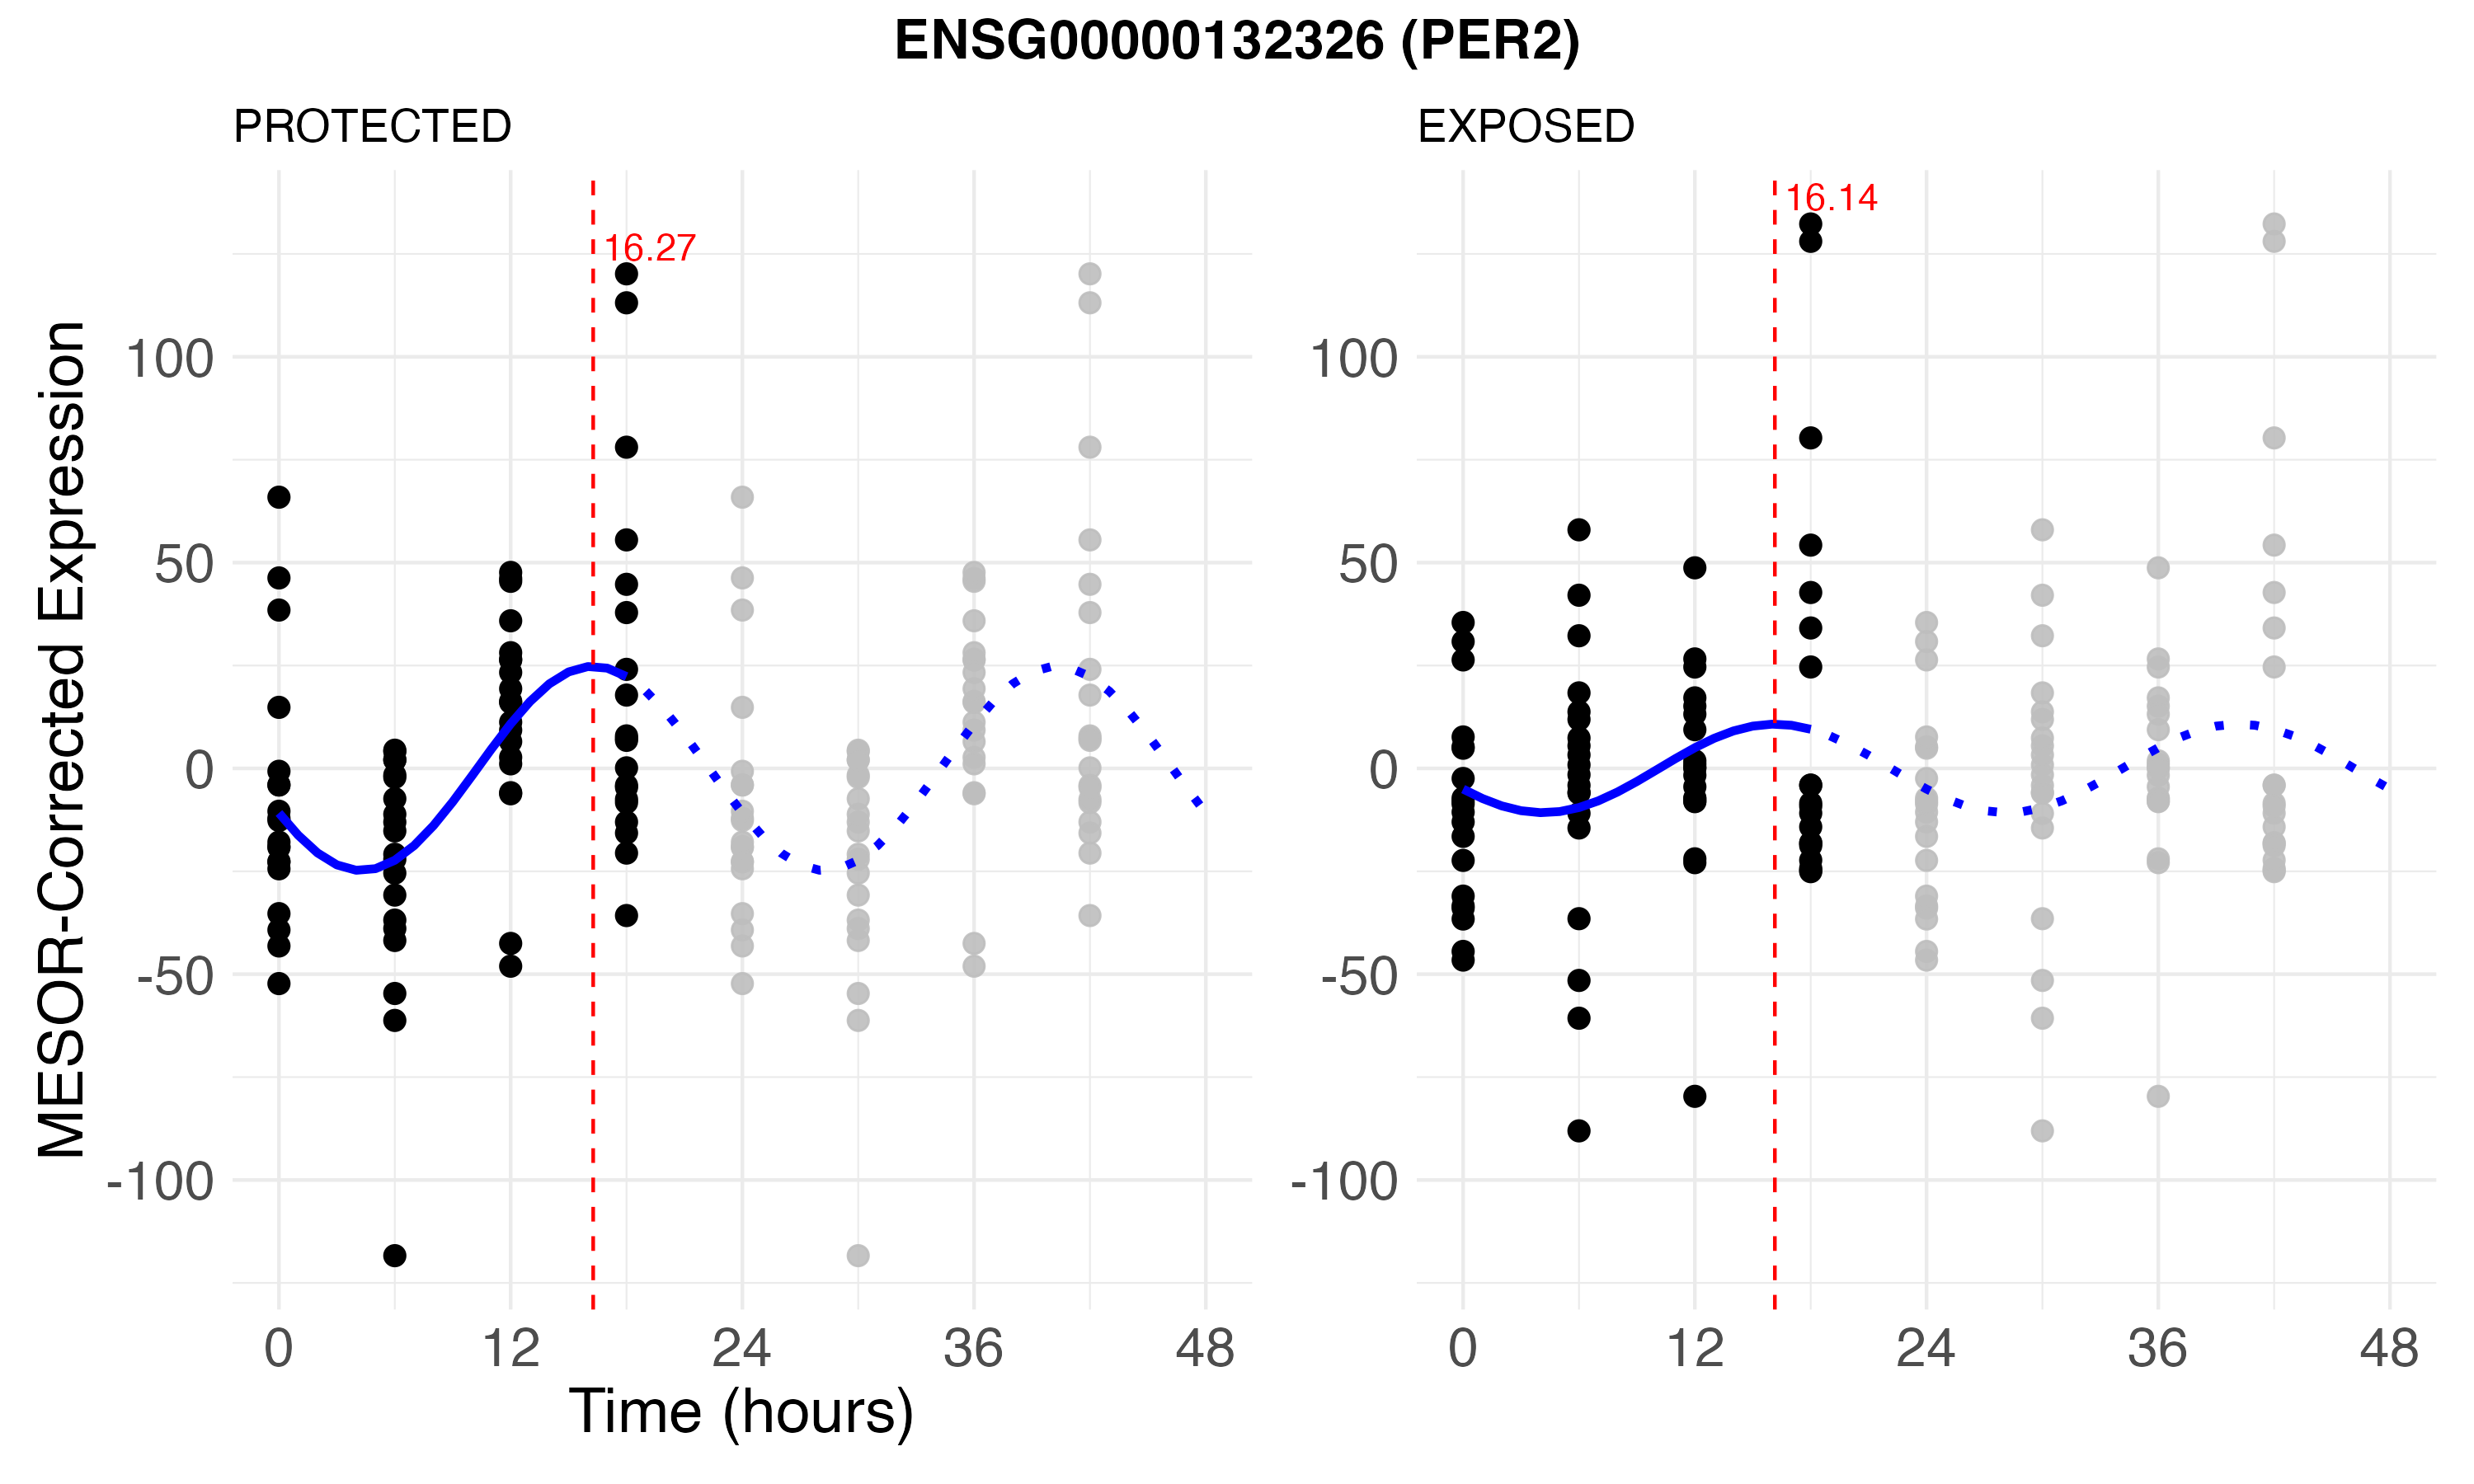 ENSG00000132326 (PER2)
PROTECTED
EXPOSED
16.27
16.14
MESOR-Corrected Expression
100
50
0
-50
-100
100
50
0
-50
-100
0 12 24 36 48
0 12 24 36 48
Time (hours)